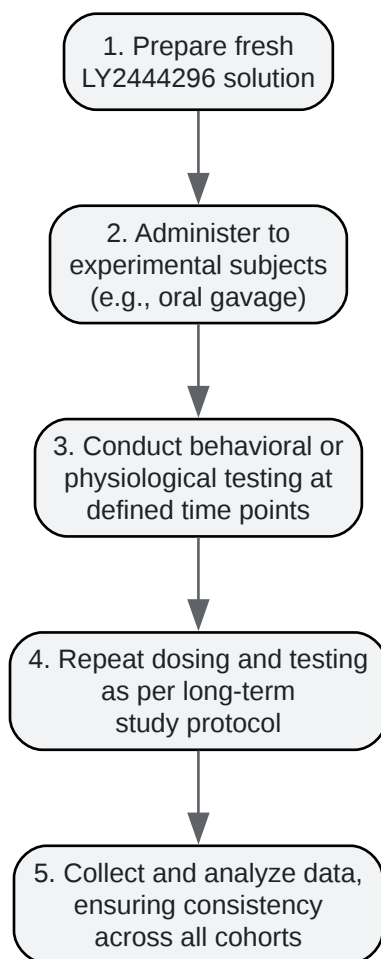 1. Prepare fresh
LY2444296 solution
2. Administer to
experimental subjects
(e.g., oral gavage)
3. Conduct behavioral or
physiological testing at
defined time points
4. Repeat dosing and testing
as per long-term
study protocol
5. Collect and analyze data,
ensuring consistency
across all cohorts